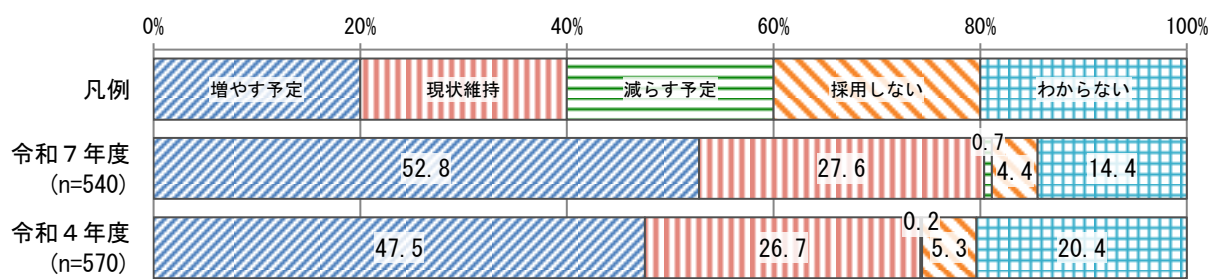 0% 20% 40% 60% 80% 100%
凡例 増やす予定 現状維持 減らす予定 採用しない わからない
令和７年度 52.8 27.6 0.7 4.4 14.4
(n=540)
令和４年度 47.5 26.7 0.2 5.3 20.4
(n=570)